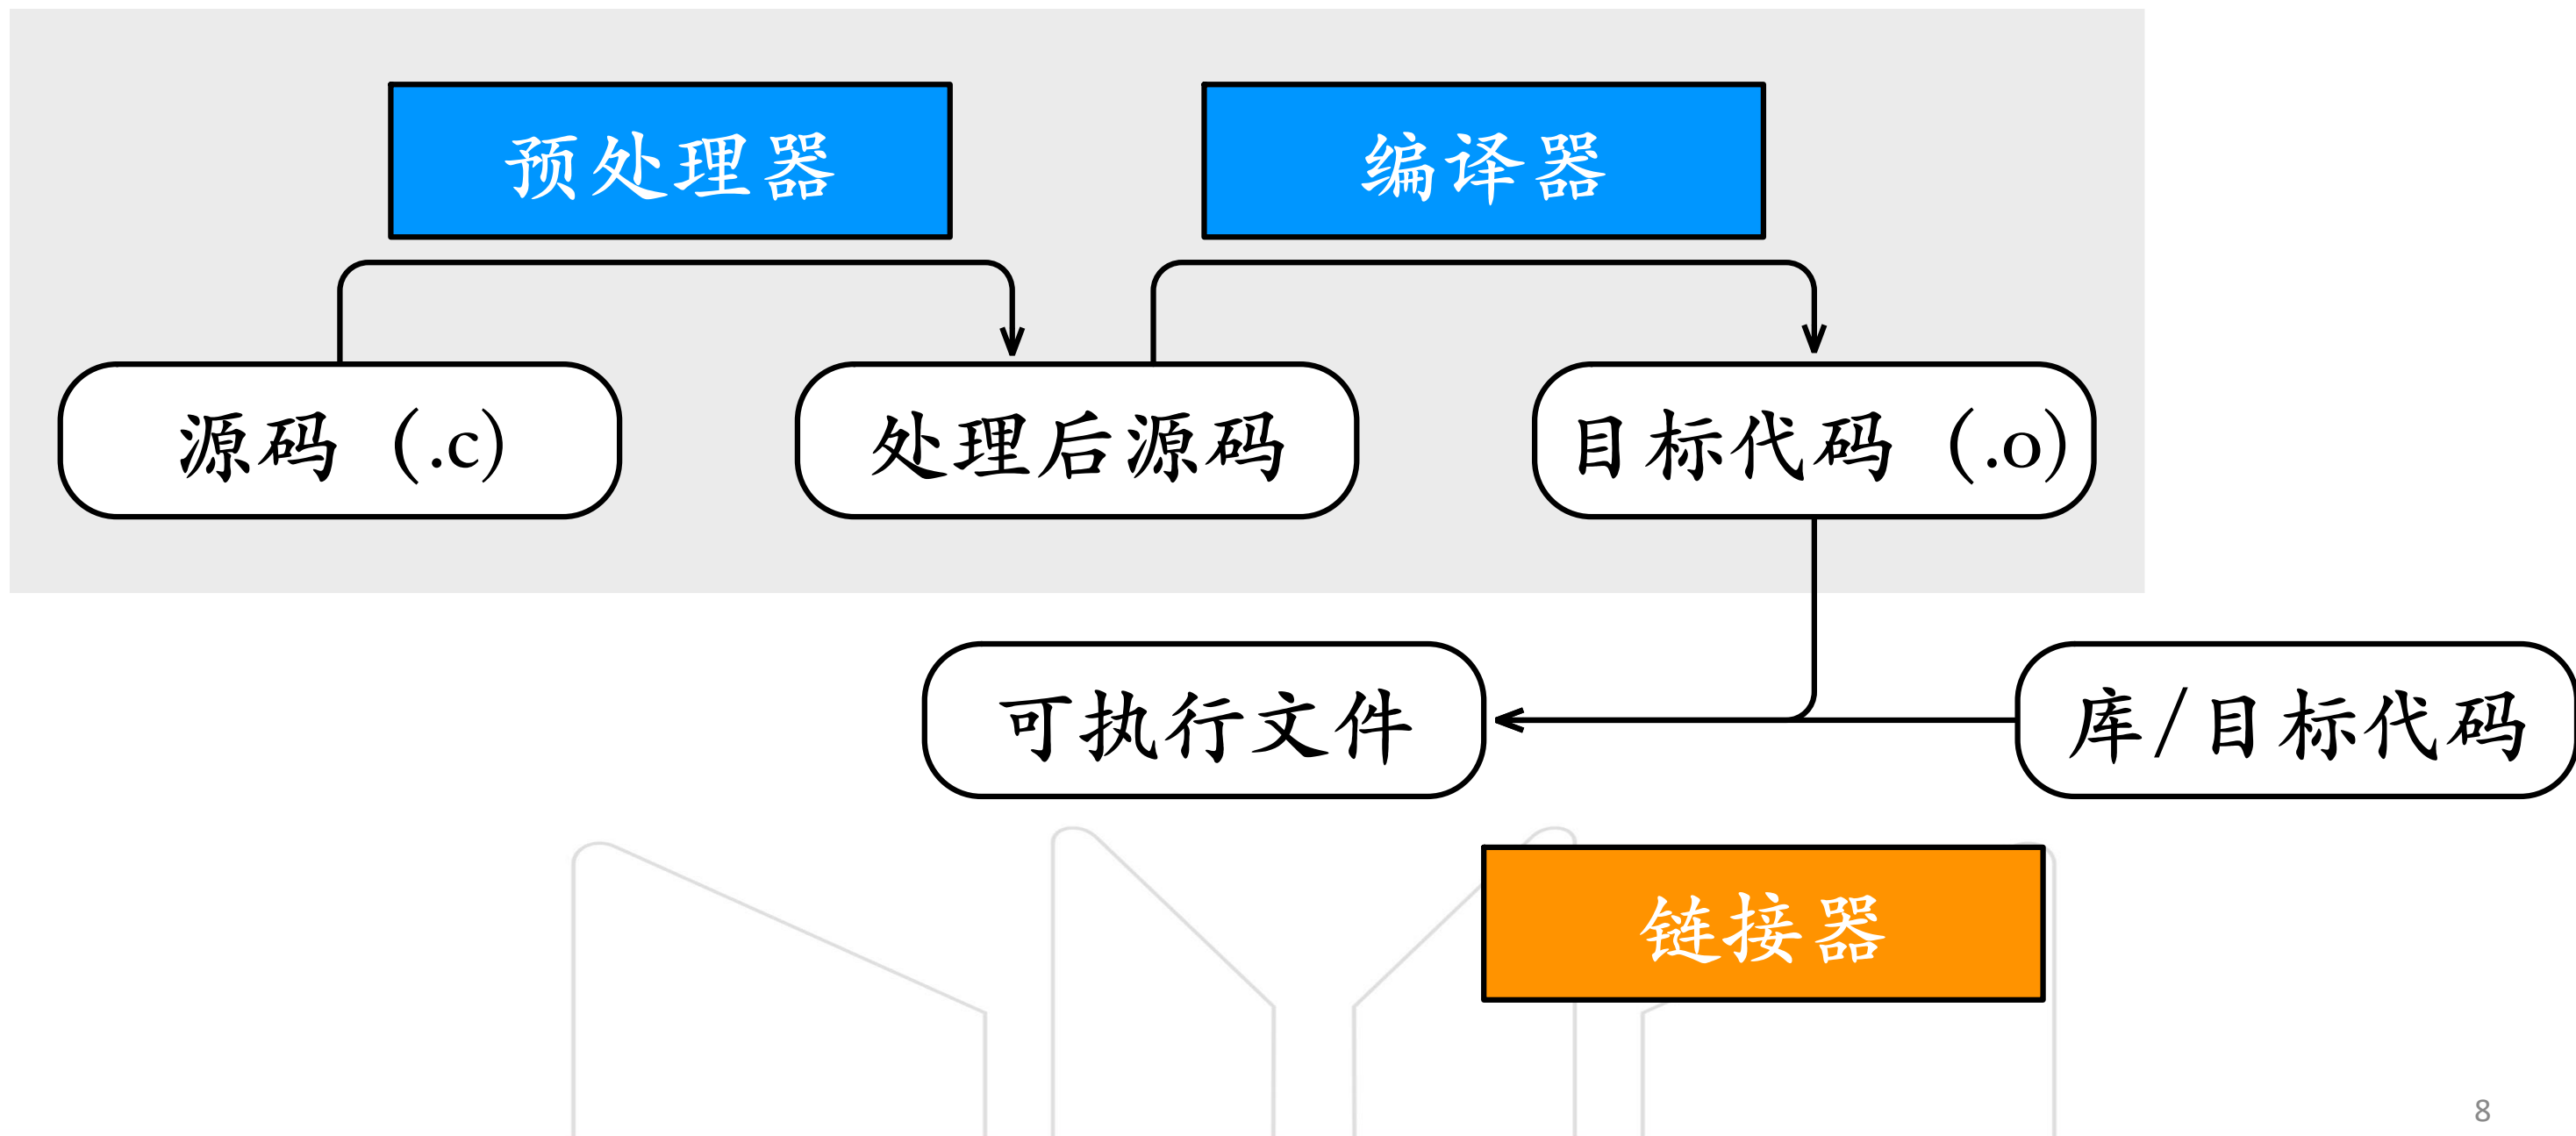 预处理器
编译器
源码 (.c)
处理后源码
目标代码 (.o)
可执行文件
库/目标代码
链接器
8